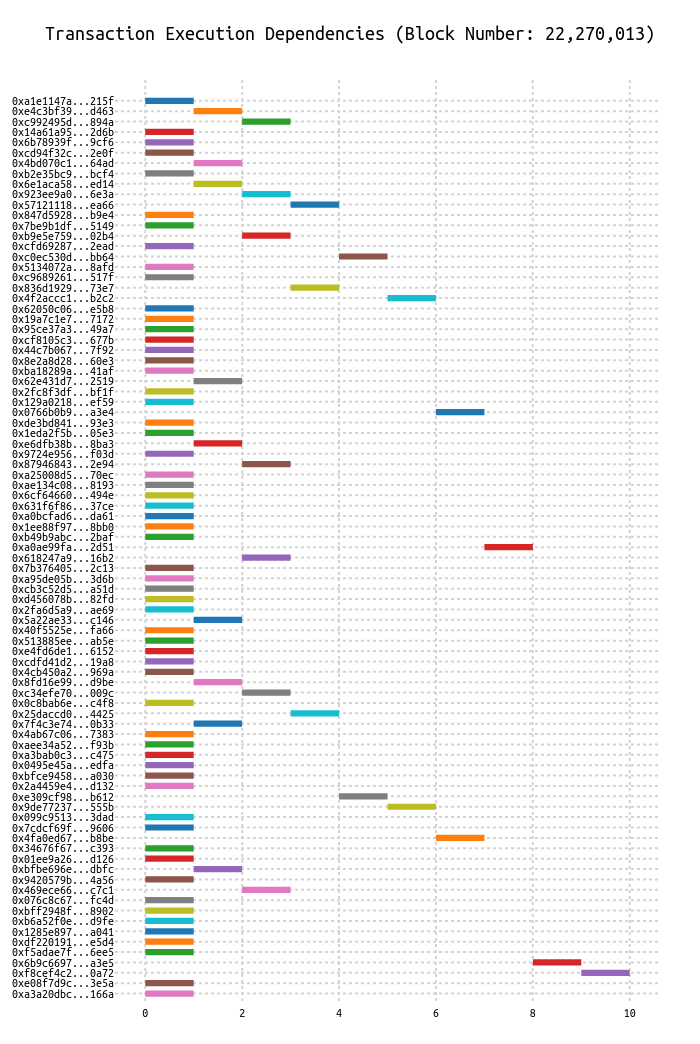 Transaction Execution Dependencies (Block Number: 22,270,013)
0xa1e1147a...215f
0xe4c3bf39...d463
0xc992495d...894a
0x14a61a95...2d6b
0x6b78939f...9cf6
0xcd94f32c...2e0f
0x4bd070c1...64ad
0xb2e35bc9...bcf4
0x6e1aca58...ed14
0x923ee9a0...6e3a
0x57121118...ea66
0x847d5928...b9e4
0x7be9b1df...5149
0xb9e5e759...02b4
0xcfd69287...2ead
0xc0ec530d...bb64
0x5134072a...8afd
0xc9689261...517f
0x836d1929...73e7
0x4f2accc1...b2c2
0x62050c06...e5b8
0x19a7c1e7...7172
0x95ce37a3...49a7
0xcf8105c3...677b
0x44c7b067...7f92
0x8e2a8d28...60e3
0xba18289a...41af
0x62e431d7...2519
0x2fc8f3df...bf1f
0x129a0218...ef59
0x0766b0b9...a3e4
0xde3bd841...93e3
0x1eda2f5b...05e3
0xe6dfb38b...8ba3
0x9724e956...f03d
0x87946843...2e94
0xa25008d5...70ec
0xae134c08...8193
0x6cf64660...494e
0x631f6f86...37ce
0xa0bcfad6...da61
0x1ee88f97...8bb0
0xb49b9abc...2baf
0xa0ae99fa...2d51
0x618247a9...16b2
0x7b376405...2c13
0xa95de05b...3d6b
0xcb3c52d5...a51d
0xd456078b...82fd
0x2fa6d5a9...ae69
0x5a22ae33...c146
0x40f5525e...fa66
0x513885ee...ab5e
0xe4fd6de1...6152
0xcdfd41d2...19a8
0x4cb450a2...969a
0x8fd16e99...d9be
0xc34efe70...009c
0x0c8bab6e...c4f8
0x25daccd0...4425
0x7f4c3e74...0b33
0x4ab67c06...7383
0xaee34a52...f93b
0xa3bab0c3...c475
0x0495e45a...edfa
0xbfce9458...a030
0x2a4459e4...d132
0xe309cf98...b612
0x9de77237...555b
0x099c9513...3dad
0x7cdcf69f...9606
0x4fa0ed67...b8be
0x34676f67...c393
0x01ee9a26...d126
0xbfbe696e...dbfc
0x9420579b...4a56
0x469ece66...c7c1
0x076c8c67...fc4d
0xbff2948f...8902
0xb6a52f0e...d9fe
0x1285e897...a041
0xdf220191...e5d4
0xf5adae7f...6ee5
0x6b9c6697...a3e5
0xf8cef4c2...0a72
0xe08f7d9c...3e5a
0xa3a20dbc...166a
0 2 4 6 8 10